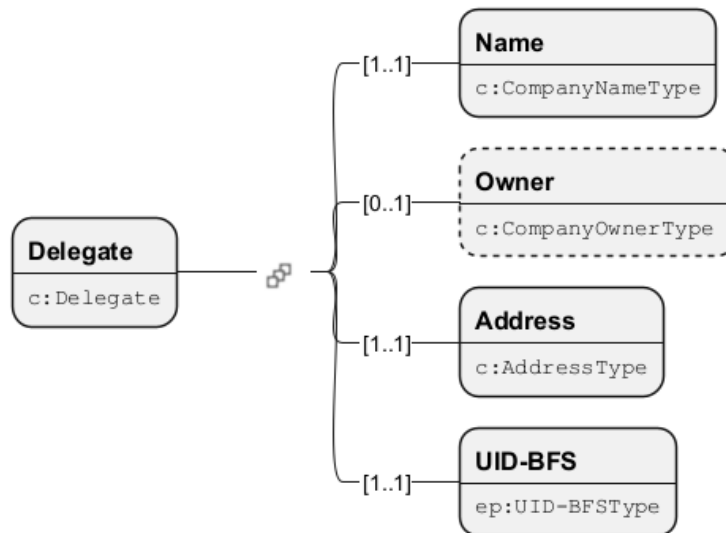 [1..1]
Name
c:CompanyNameType
[0..1]
Owner
c:CompanyOwnerType
Delegate
c:Delegate
[1..1]
Address
c:AddressType
[1..1]
UID-BFS
ep:UID-BFSType